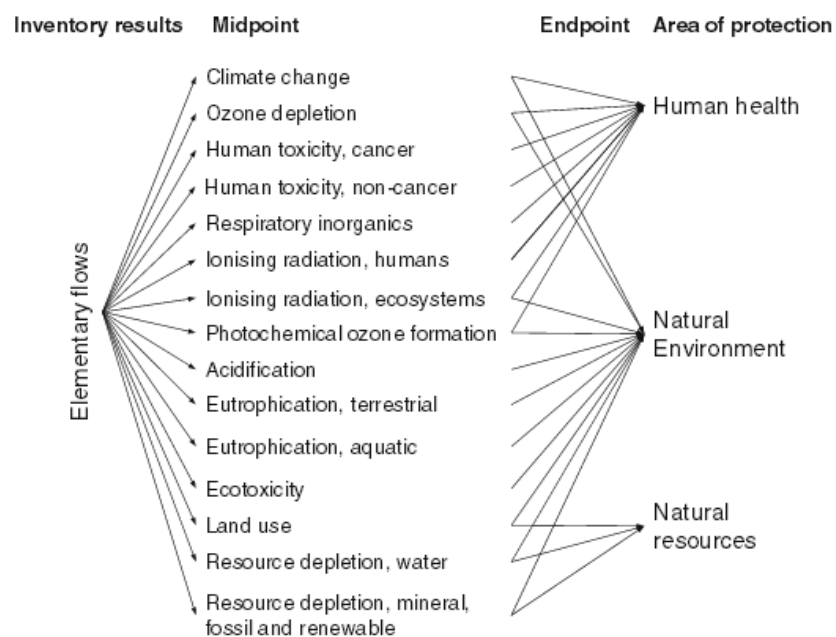 Inventory results Midpoint Endpoint Area of protection
Elementary flows
Climate change
Ozone depletion
Human toxicity, cancer
Human toxicity, non-cancer
Respiratory inorganics
Ionising radiation, humans
Ionising radiation, ecosystems
Photochemical ozone formation
Acidification
Eutrophication, terrestrial
Eutrophication, aquatic
Ecotoxicity
Land use
Resource depletion, water
Resource depletion, mineral,
fossil and renewable
Human health
Natural
Environment
Natural
resources